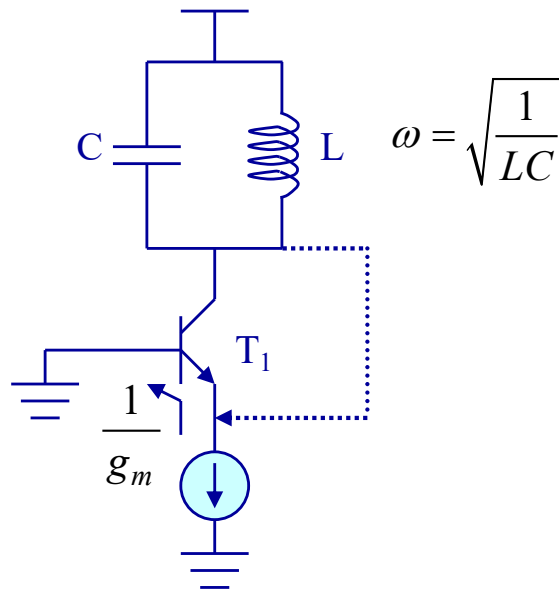 C
L
ω = √(1/LC)
T₁
1/gₘ